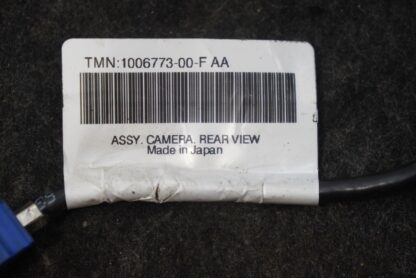 TMN:1006773-00-F AA
ASSY, CAMERA, REAR VIEW
Made in Japan